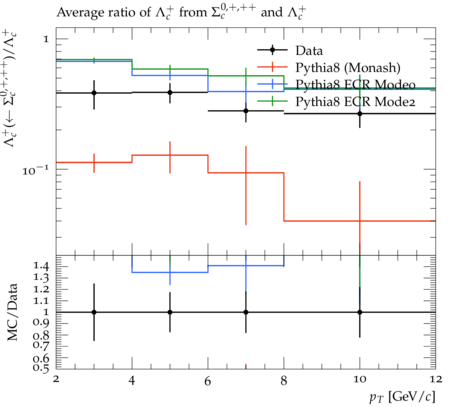 Average ratio of Λc+ from Σc0,+,++ and Λc+
Λc+(← Σc0,+,++)/Λc+
1
10−1
Data
Pythia8 (Monash)
Pythia8 ECR Mode0
Pythia8 ECR Mode2
MC/Data
1.4
1.3
1.2
1.1
1
0.9
0.8
0.7
0.6
0.5
2 4 6 8 10 12
pT [GeV/c]